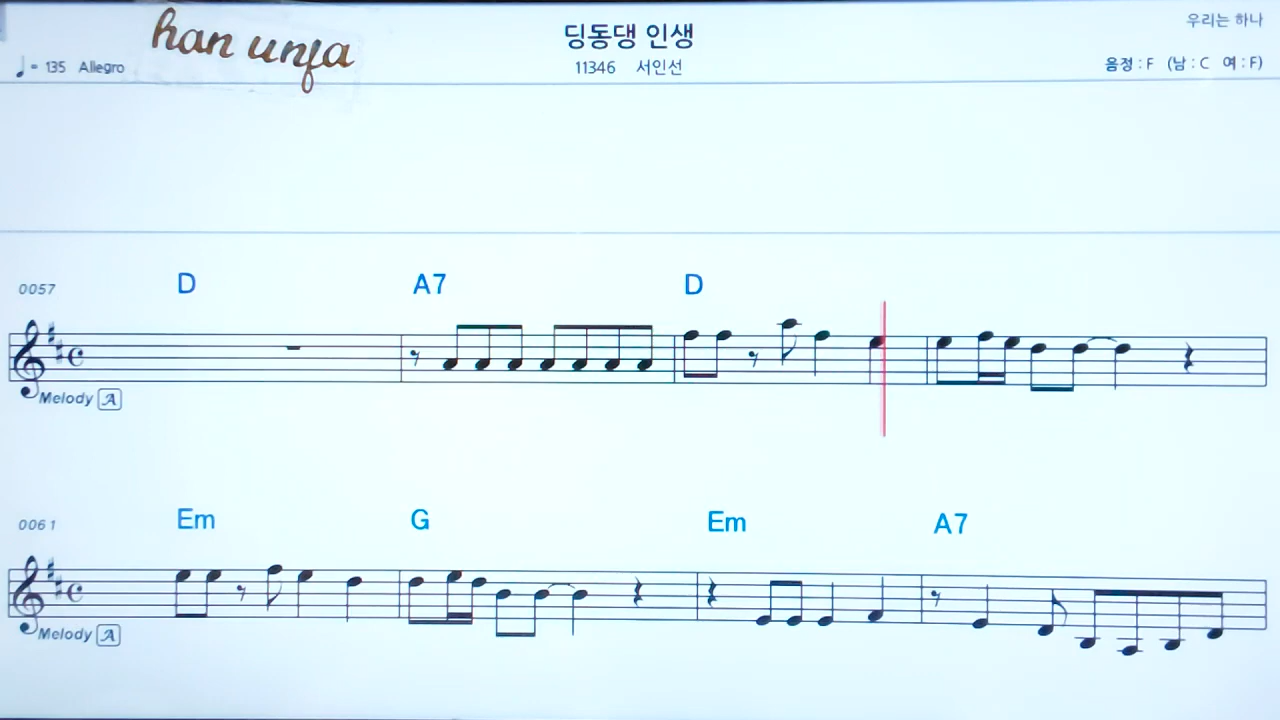 han unfa
딩동댕 인생
우리는 하나
♩= 135 Allegro
11346 서인선
음정 : F (남 : C 여 : F)
0057
D A7 D
Melody A
0061
Em G Em A7
Melody A